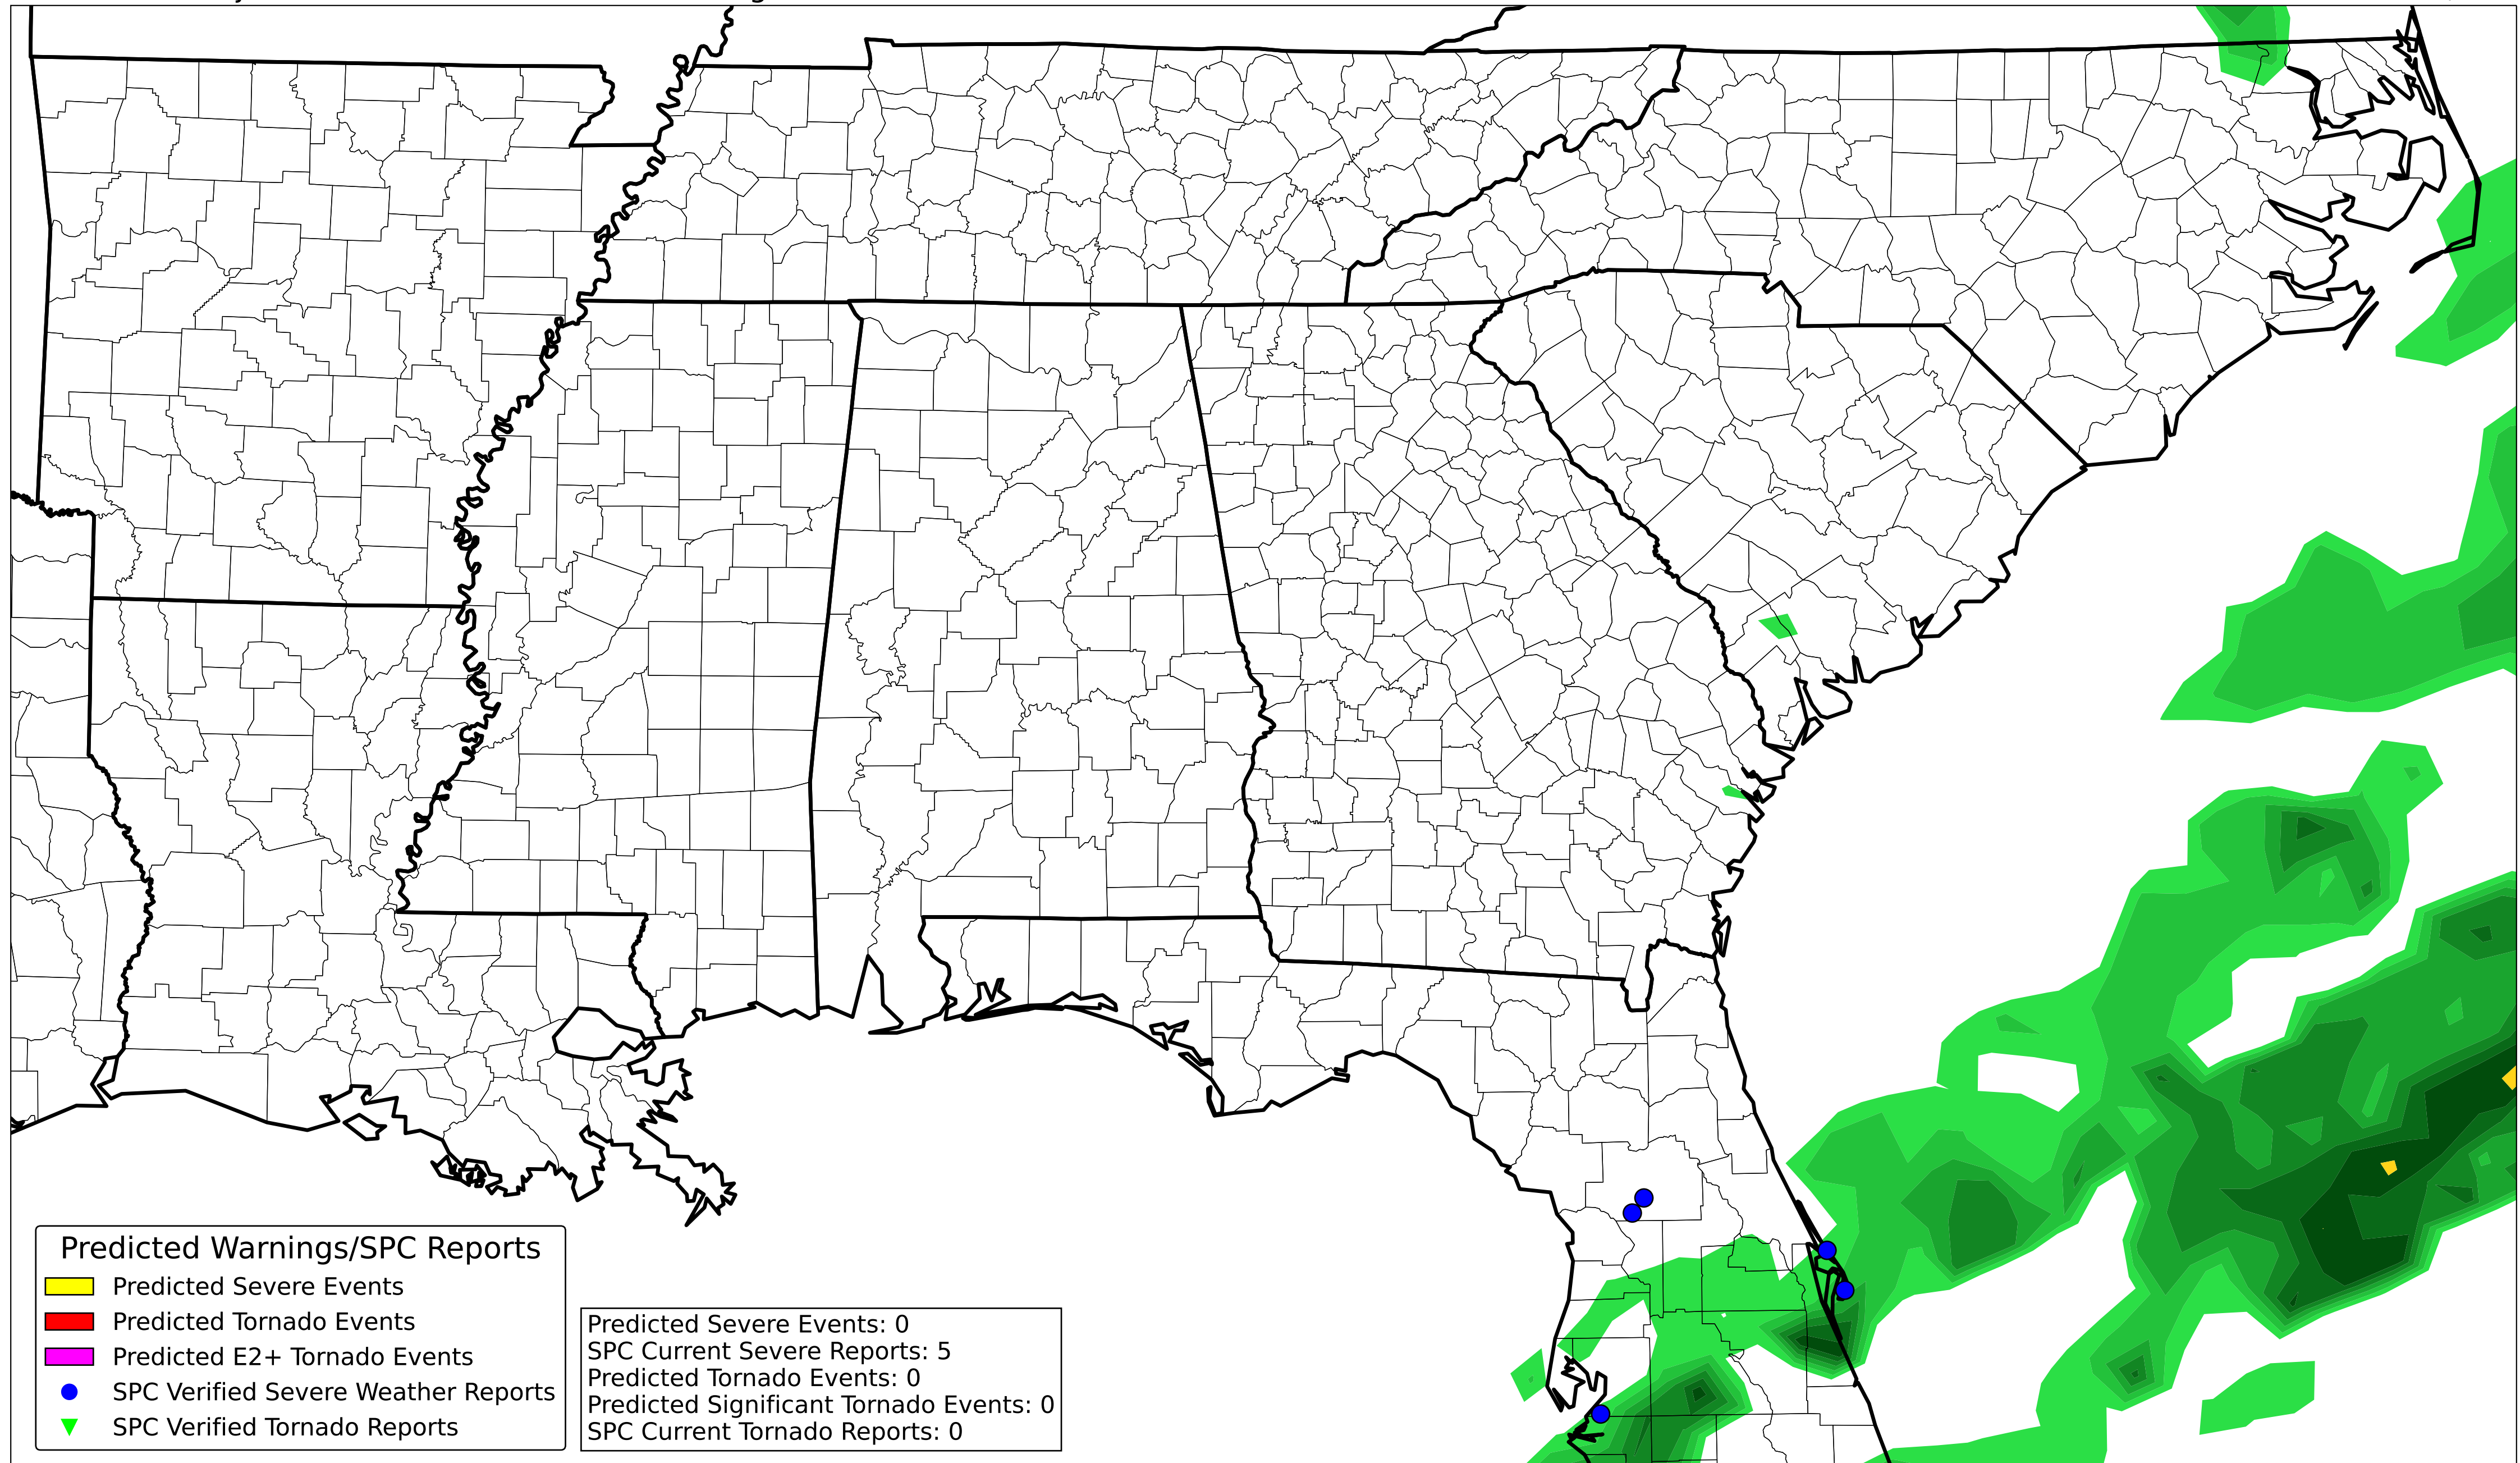 Predicted Warnings/SPC Reports
Predicted Severe Events
Predicted Tornado Events
Predicted E2+ Tornado Events
SPC Verified Severe Weather Reports
SPC Verified Tornado Reports
Predicted Severe Events: 0
SPC Current Severe Reports: 5
Predicted Tornado Events: 0
Predicted Significant Tornado Events: 0
SPC Current Tornado Reports: 0